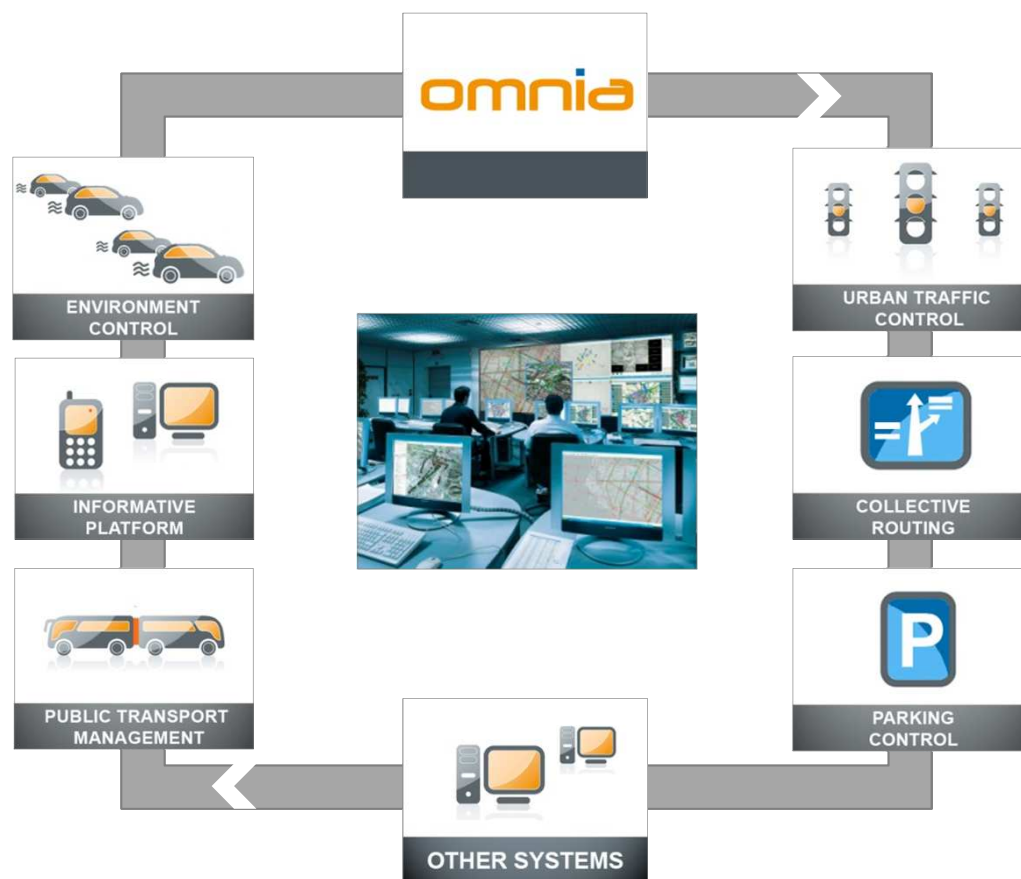 omnia
ENVIRONMENT
CONTROL
URBAN TRAFFIC
CONTROL
INFORMATIVE
PLATFORM
COLLECTIVE
ROUTING
P
PUBLIC TRANSPORT
MANAGEMENT
PARKING
CONTROL
OTHER SYSTEMS